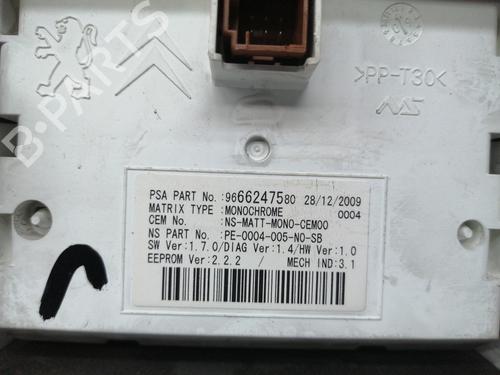 B-PARTS
>PP-T30<
PSA PART No.:9666247580 28/12/2009
MATRIX TYPE :MONOCHROME 0004
CEM No. :NS-MATT-MONO-CEM00
NS PART No. :PE-0004-005-N0-SB
SW Ver:1.7.0/DIAG Ver:1.4/HW Ver:1.0
EEPROM Ver:2.2.2 / MECH IND:3.1